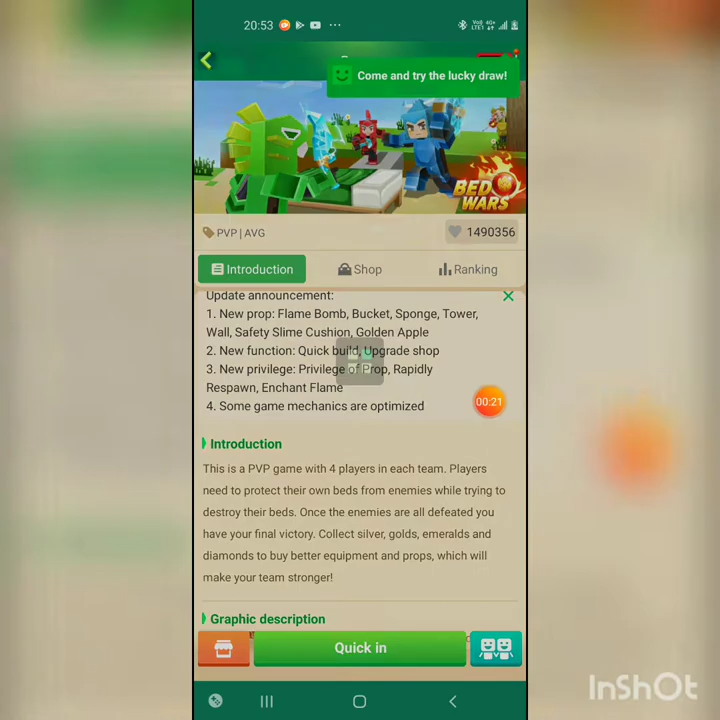 20:53
Vo) 4G+
LTE1
Come and try the lucky draw!
BED
WARS
PVP | AVG
1490356
Introduction
Shop
Ranking
Update announcement:
1. New prop: Flame Bomb, Bucket, Sponge, Tower,
Wall, Safety Slime Cushion, Golden Apple
2. New function: Quick build, Upgrade shop
3. New privilege: Privilege of Prop, Rapidly
Respawn, Enchant Flame
4. Some game mechanics are optimized
00:21
Introduction
This is a PVP game with 4 players in each team. Players
need to protect their own beds from enemies while trying to
destroy their beds. Once the enemies are all defeated you
have your final victory. Collect silver, golds, emeralds and
diamonds to buy better equipment and props, which will
make your team stronger!
Graphic description
Quick in
InShOt